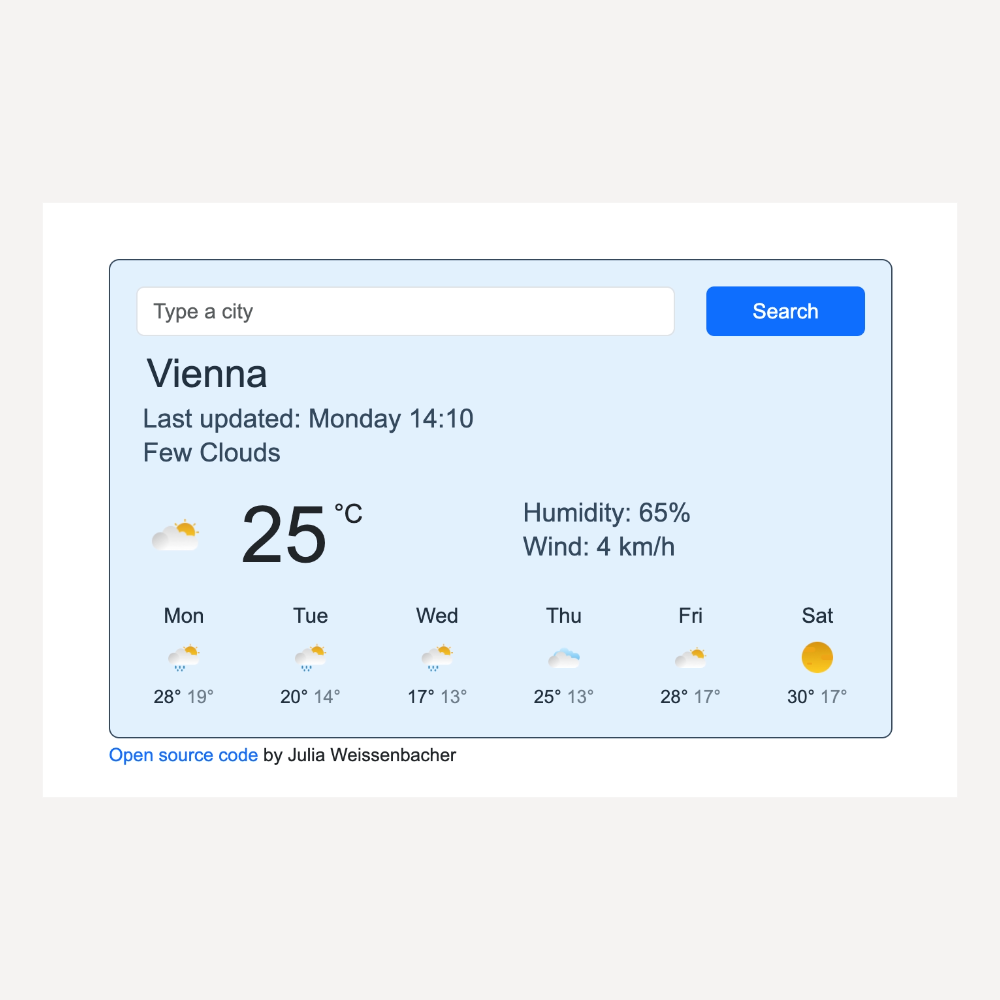 Type a city
Search
Vienna
Last updated: Monday 14:10
Few Clouds
25 °C
Humidity: 65%
Wind: 4 km/h
Mon Tue Wed Thu Fri Sat
28° 19° 20° 14° 17° 13° 25° 13° 28° 17° 30° 17°
Open source code by Julia Weissenbacher